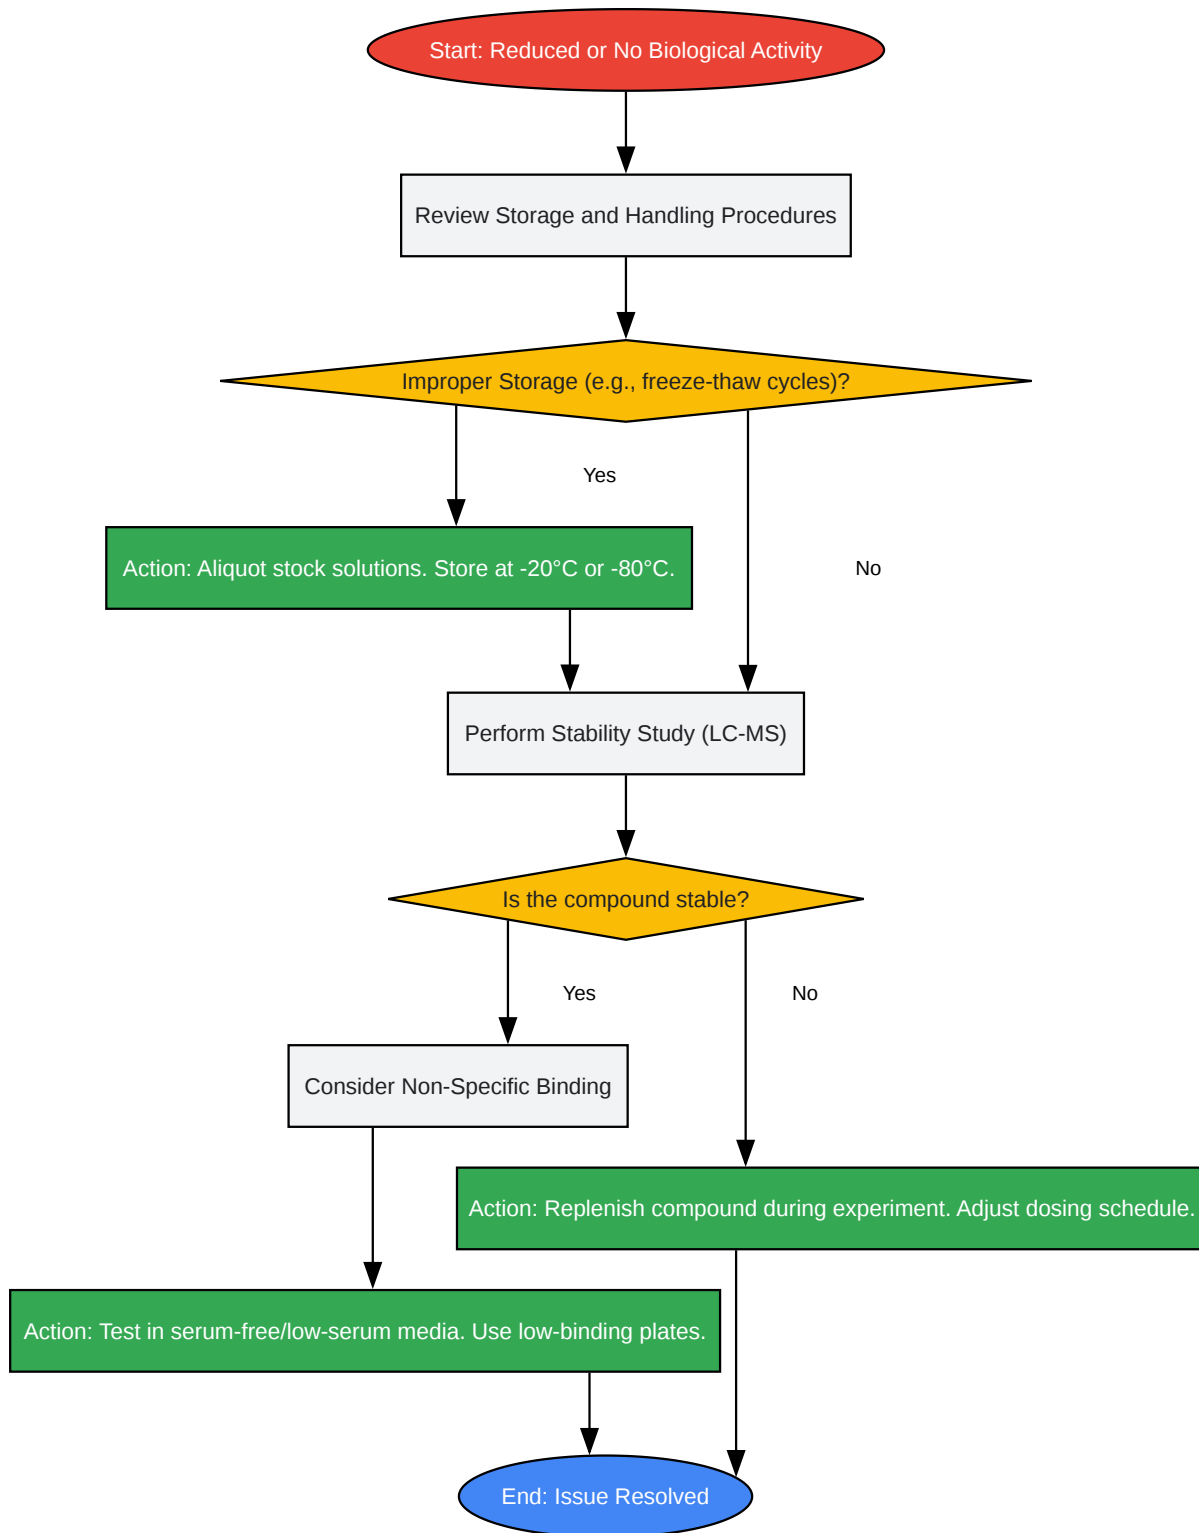 Start: Reduced or No Biological Activity
Review Storage and Handling Procedures
Improper Storage (e.g., freeze-thaw cycles)?
Yes
Action: Aliquot stock solutions. Store at -20°C or -80°C.
No
Perform Stability Study (LC-MS)
Is the compound stable?
Yes
No
Consider Non-Specific Binding
Action: Replenish compound during experiment. Adjust dosing schedule.
Action: Test in serum-free/low-serum media. Use low-binding plates.
End: Issue Resolved